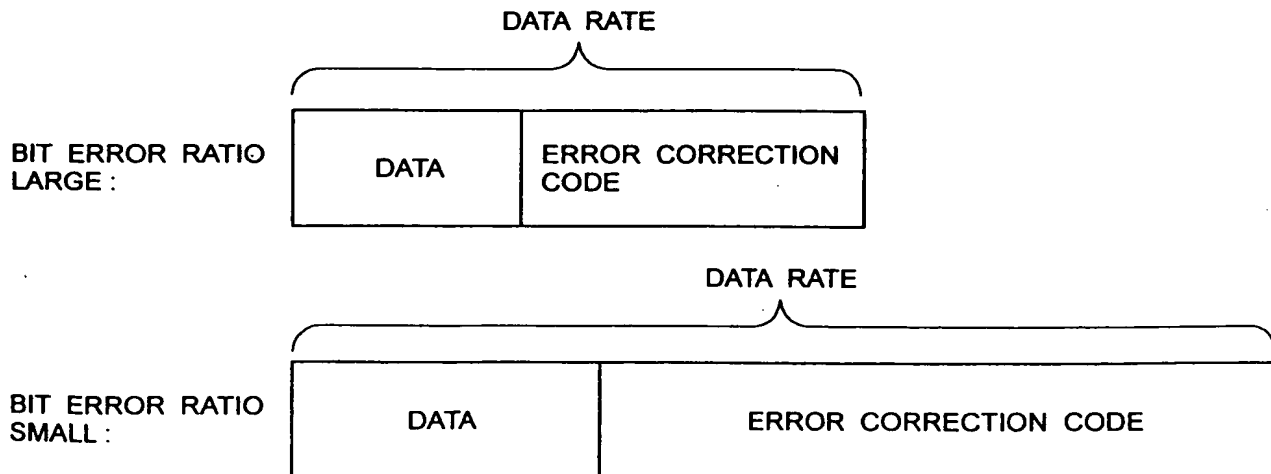 DATA RATE
BIT ERROR RATIO
LARGE :
DATA
ERROR CORRECTION
CODE
DATA RATE
BIT ERROR RATIO
SMALL :
DATA
ERROR CORRECTION CODE